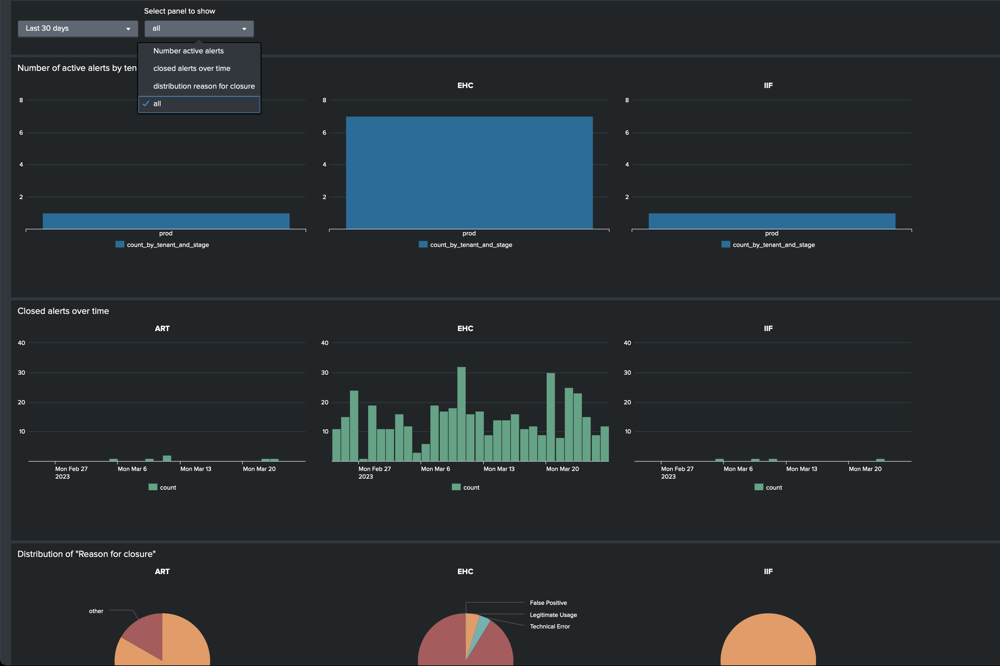 Select panel to show
Last 30 days
all
Number active alerts
closed alerts over time
distribution reason for closure
all
Number of active alerts by
EHC
IIF
8
6
4
2
prod
count_by_tenant_and_stage
8
6
4
2
prod
count_by_tenant_and_stage
8
6
4
2
prod
count_by_tenant_and_stage
Closed alerts over time
ART
40
30
20
10
Mon Feb 27
2023
Mon Mar 6
Mon Mar 13
Mon Mar 20
count
EHC
40
30
20
10
Mon Feb 27
2023
Mon Mar 6
Mon Mar 13
Mon Mar 20
count
IIF
40
30
20
10
Mon Feb 27
2023
Mon Mar 6
Mon Mar 13
Mon Mar 20
count
Distribution of "Reason for closure"
ART
other
EHC
False Positive
Legitimate Usage
Technical Error
IIF